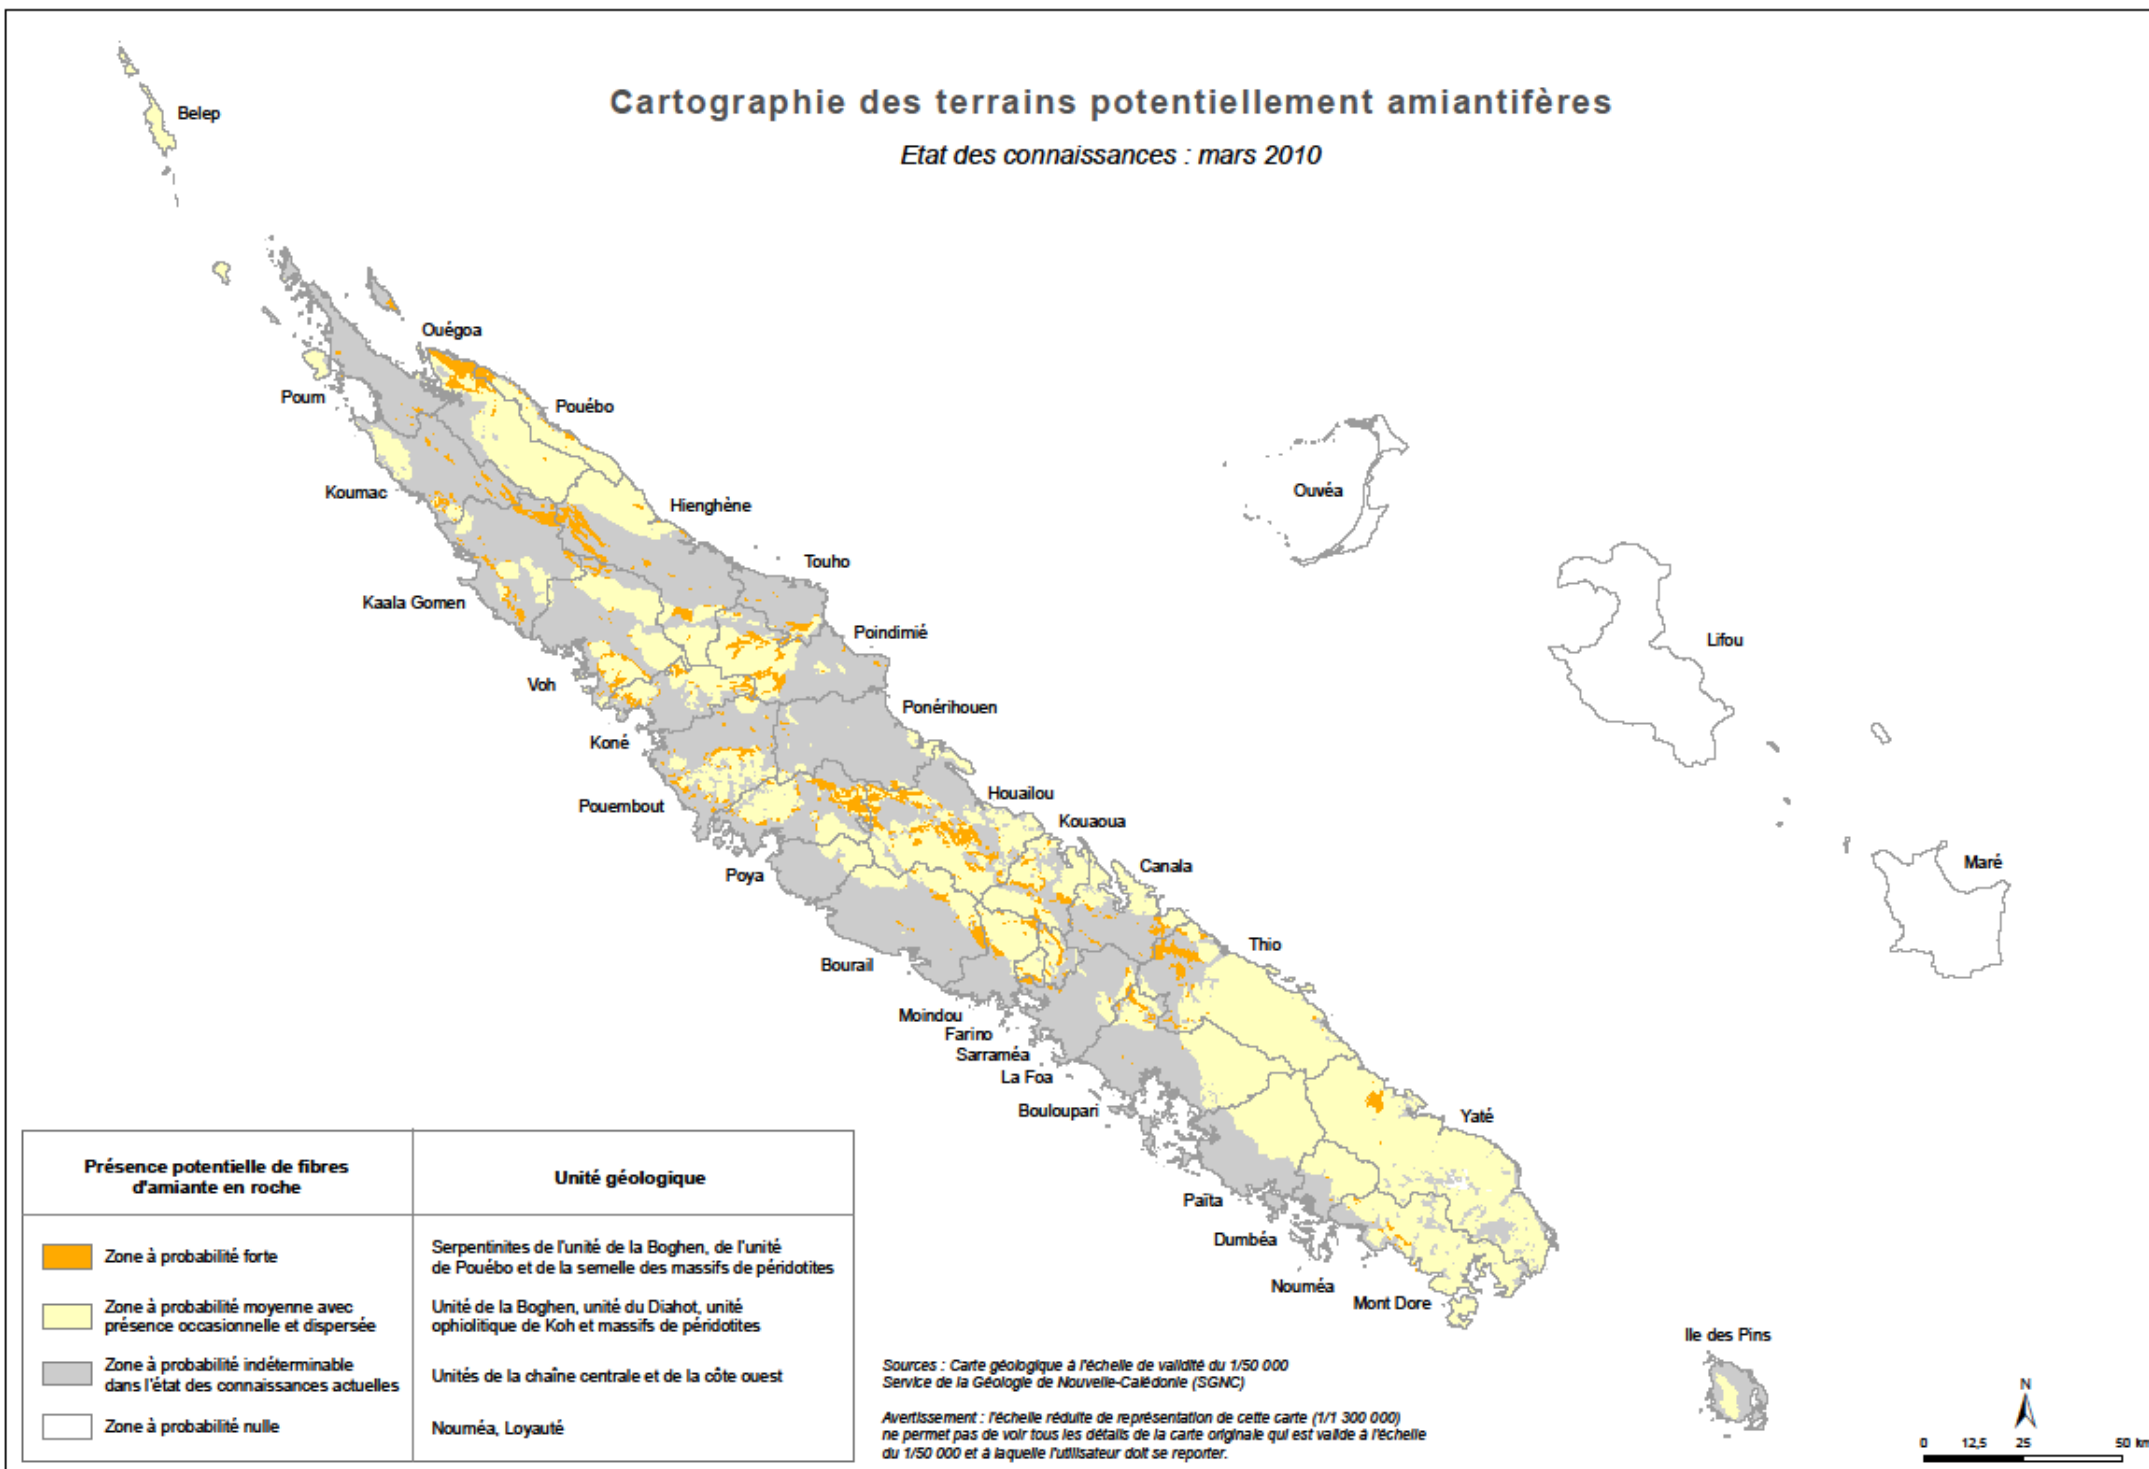 Cartographie des terrains potentiellement amiantifères
Etat des connaissances : mars 2010
Belep
Ouégoa
Poum
Pouébo
Koumac
Hienghène
Ouvéa
Touho
Kaala Gomen
Poindimié
Lifou
Voh
Ponérihouen
Koné
Houaïlou
Pouembout
Kouaoua
Canala
Maré
Poya
Thio
Bourail
Moindou
Farino
Sarraméa
La Foa
Bouloupari
Yaté
Païta
Dumbéa
Nouméa
Mont Dore
Ile des Pins
Présence potentielle de fibres
d'amiante en roche
Unité géologique
Zone à probabilité forte
Serpentinites de l'unité de la Boghen, de l'unité
de Pouébo et de la semelle des massifs de péridotites
Zone à probabilité moyenne avec
présence occasionnelle et dispersée
Unité de la Boghen, unité du Diahot, unité
ophiolitique de Koh et massifs de péridotites
Zone à probabilité indéterminable
dans l'état des connaissances actuelles
Unités de la chaîne centrale et de la côte ouest
Zone à probabilité nulle
Nouméa, Loyauté
Sources : Carte géologique à l'échelle de validité du 1/50 000
Service de la Géologie de Nouvelle-Calédonie (SGNC)
Avertissement : l'échelle réduite de représentation de cette carte (1/1 300 000)
ne permet pas de voir tous les détails de la carte originale qui est valide à l'échelle
du 1/50 000 et à laquelle l'utilisateur doit se reporter.
N
0 12,5 25 50 km